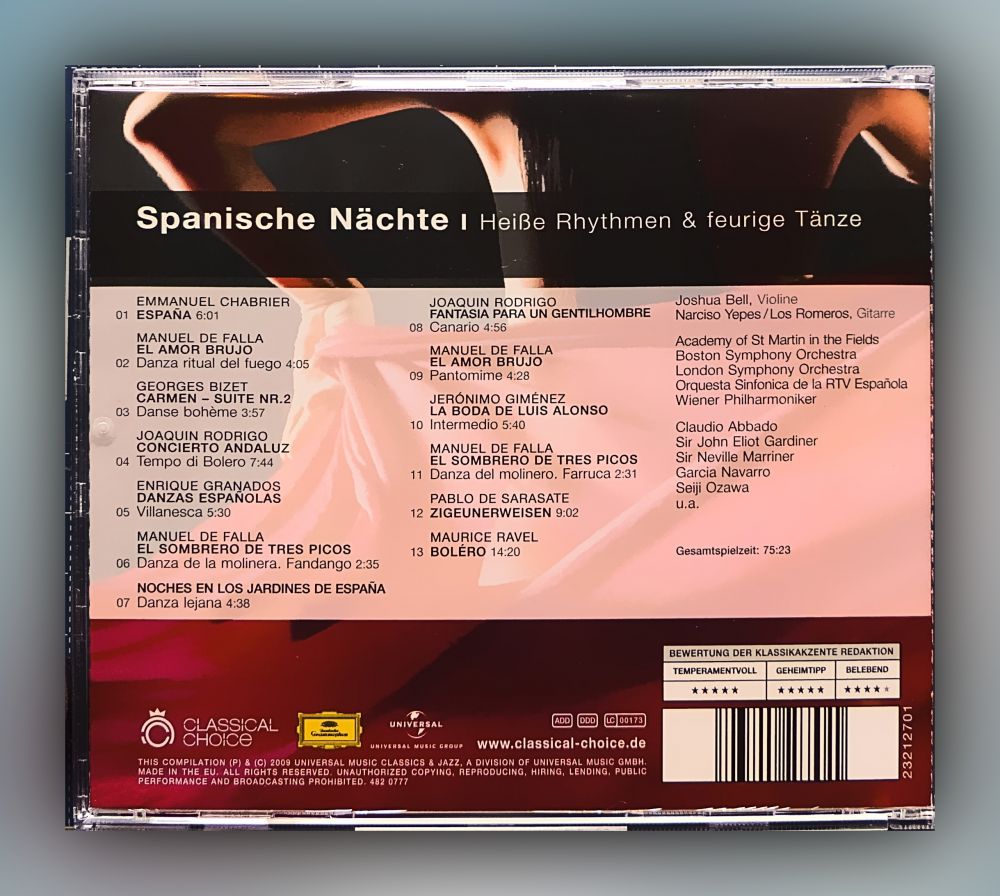 Spanische Nächte I Heiße Rhythmen & feurige Tänze
EMMANUEL CHABRIER
01 ESPAÑA 6:01
MANUEL DE FALLA
EL AMOR BRUJO
02 Danza ritual del fuego 4:05
GEORGES BIZET
CARMEN – SUITE NR.2
03 Danse bohème 3:57
JOAQUIN RODRIGO
CONCIERTO ANDALUZ
04 Tempo di Bolero 7:44
ENRIQUE GRANADOS
DANZAS ESPAÑOLAS
05 Villanesca 5:30
MANUEL DE FALLA
EL SOMBRERO DE TRES PICOS
06 Danza de la molinera. Fandango 2:35
NOCHES EN LOS JARDINES DE ESPAÑA
07 Danza lejana 4:38
JOAQUIN RODRIGO
FANTASIA PARA UN GENTILHOMBRE
08 Canario 4:56
MANUEL DE FALLA
EL AMOR BRUJO
09 Pantomime 4:28
JERÓNIMO GIMÉNEZ
LA BODA DE LUIS ALONSO
10 Intermedio 5:40
MANUEL DE FALLA
EL SOMBRERO DE TRES PICOS
11 Danza del molinero. Farruca 2:31
PABLO DE SARASATE
12 ZIGEUNERWEISEN 9:02
MAURICE RAVEL
13 BOLÉRO 14:20
Joshua Bell, Violine
Narciso Yepes/Los Romeros, Gitarre
Academy of St Martin in the Fields
Boston Symphony Orchestra
London Symphony Orchestra
Orquesta Sinfonica de la RTV Española
Wiener Philharmoniker
Claudio Abbado
Sir John Eliot Gardiner
Sir Neville Marriner
Garcia Navarro
Seiji Ozawa
u.a.
Gesamtspielzeit: 75:23
BEWERTUNG DER KLASSIKAKZENTE REDAKTION
TEMPERAMENTVOLL GEHEIMTIPP BELEBEND
★★★★★ ★★★★★ ★★★★★
CLASSICAL
CHOICE
Deutsche
Grammophon
UNIVERSAL
UNIVERSAL MUSIC GROUP
ADD DDD LC 00173
www.classical-choice.de
THIS COMPILATION (P) & (C) 2009 UNIVERSAL MUSIC CLASSICS & JAZZ, A DIVISION OF UNIVERSAL MUSIC GMBH.
MADE IN THE EU. ALL RIGHTS RESERVED. UNAUTHORIZED COPYING, REPRODUCING, HIRING, LENDING, PUBLIC
PERFORMANCE AND BROADCASTING PROHIBITED. 482 0777
23212701